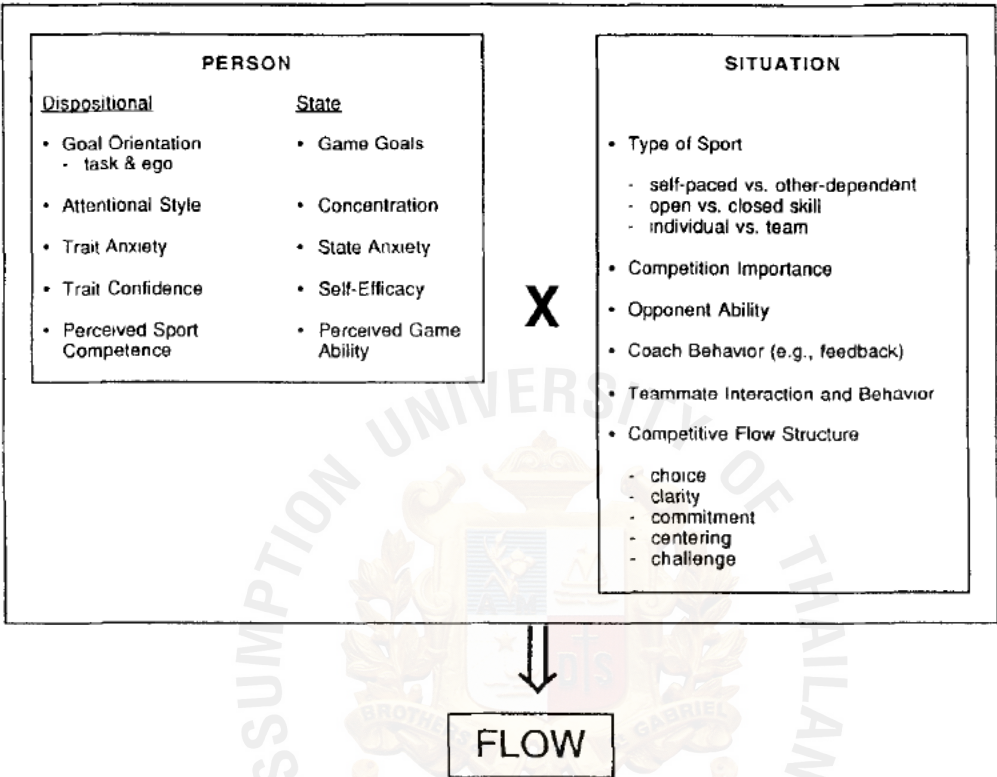 PERSON
Dispositional
• Goal Orientation
- task & ego
• Attentional Style
• Trait Anxiety
• Trait Confidence
• Perceived Sport
Competence
State
• Game Goals
• Concentration
• State Anxiety
• Self-Efficacy
• Perceived Game
Ability
X
SITUATION
• Type of Sport
- self-paced vs. other-dependent
- open vs. closed skill
- individual vs. team
• Competition Importance
• Opponent Ability
• Coach Behavior (e.g., feedback)
• Teammate Interaction and Behavior
• Competitive Flow Structure
- choice
- clarity
- commitment
- centering
- challenge
FLOW
UNIVERSITY OF
A M
D S
GABRIEL